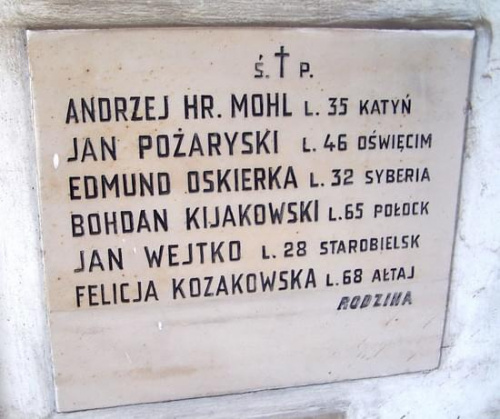 Ś. † P.
ANDRZEJ HR. MOHL L. 35 KATYŃ
JAN POŻARYSKI L. 46 OŚWIĘCIM
EDMUND OSKIERKA L. 32 SYBERIA
BOHDAN KIJAKOWSKI L. 65 POŁOCK
JAN WEJTKO L. 28 STAROBIELSK
FELICJA KOZAKOWSKA L. 68 AŁTAJ
RODZINA